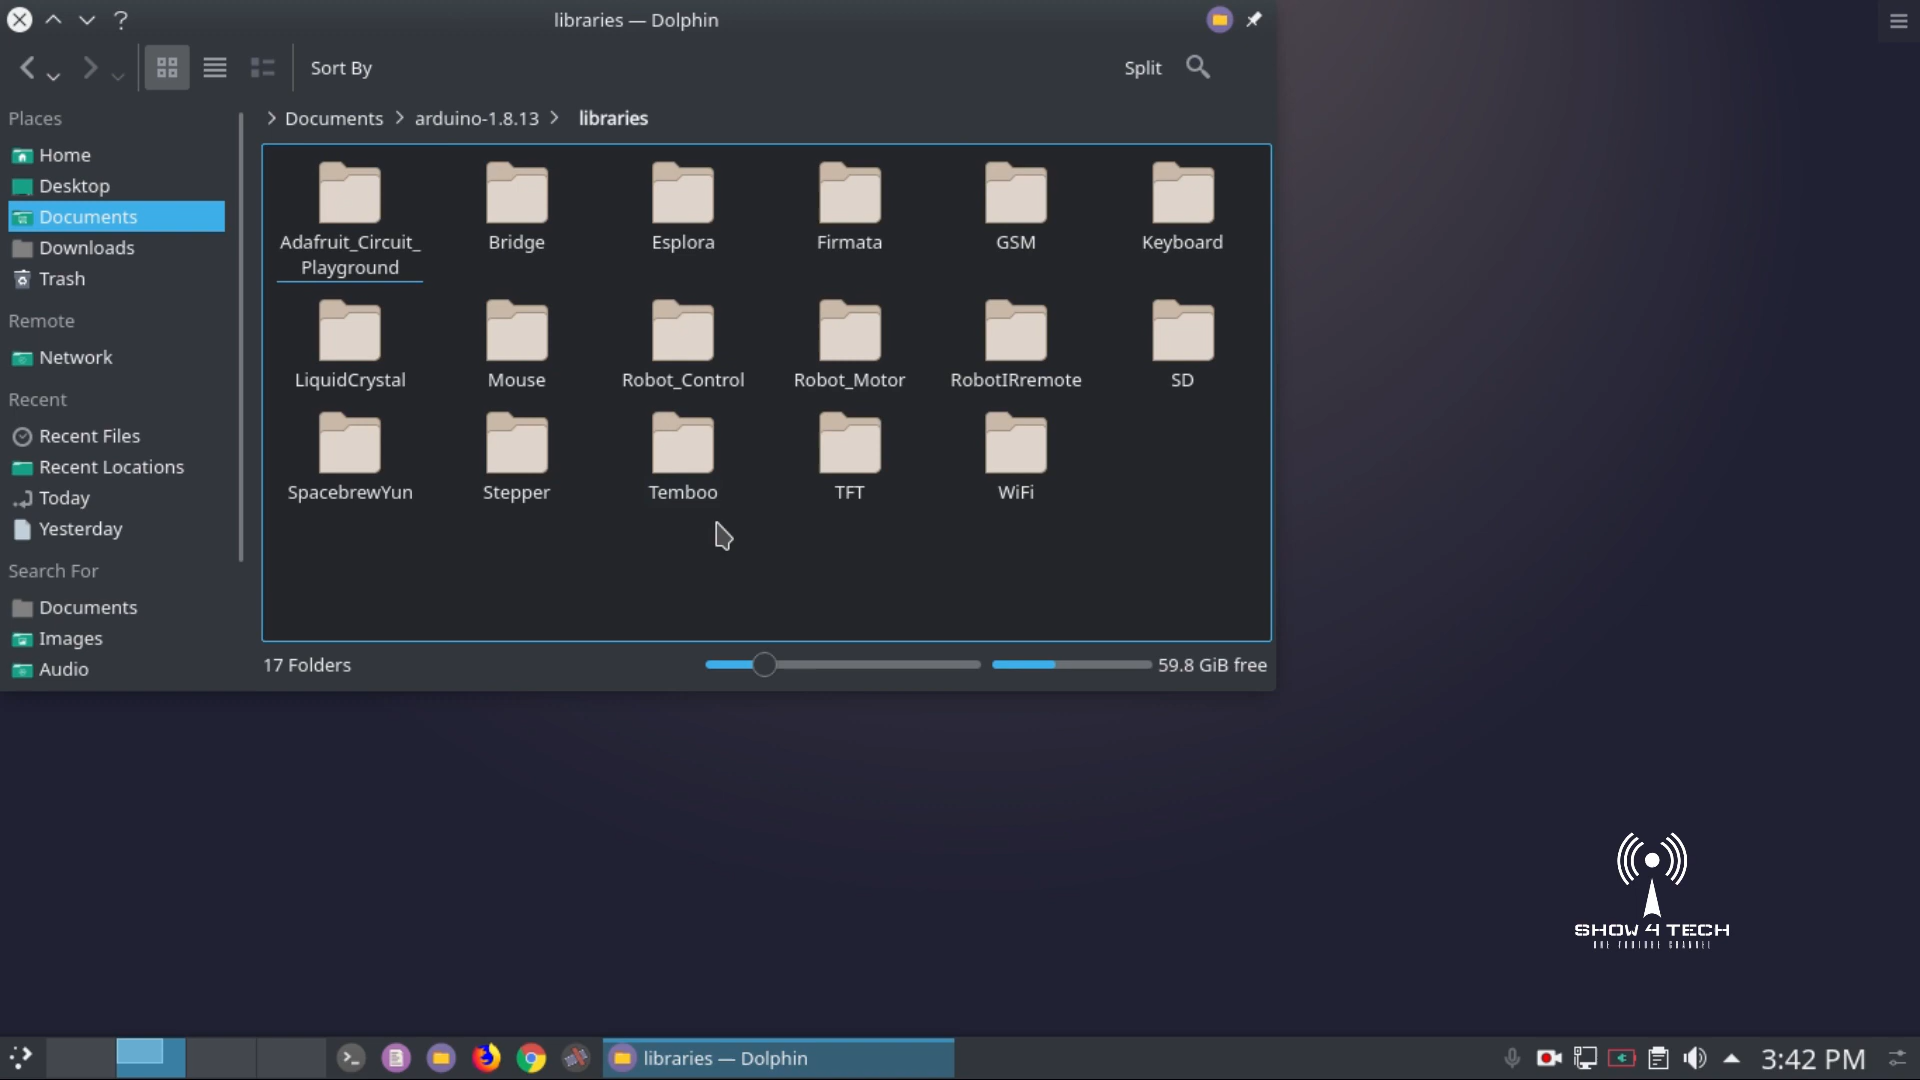 libraries — Dolphin
Sort By
Split
Places
Home
Desktop
Documents
Downloads
Trash
Remote
Network
Recent
Recent Files
Recent Locations
Today
Yesterday
Search For
Documents
Images
Audio
Documents
arduino-1.8.13
libraries
Adafruit_Circuit_
Playground
Bridge
Esplora
Firmata
GSM
Keyboard
LiquidCrystal
Mouse
Robot_Control
Robot_Motor
RobotIRremote
SD
SpacebrewYun
Stepper
Temboo
TFT
WiFi
17 Folders
59.8 GiB free
SHOW 4 TECH
libraries — Dolphin
3:42 PM